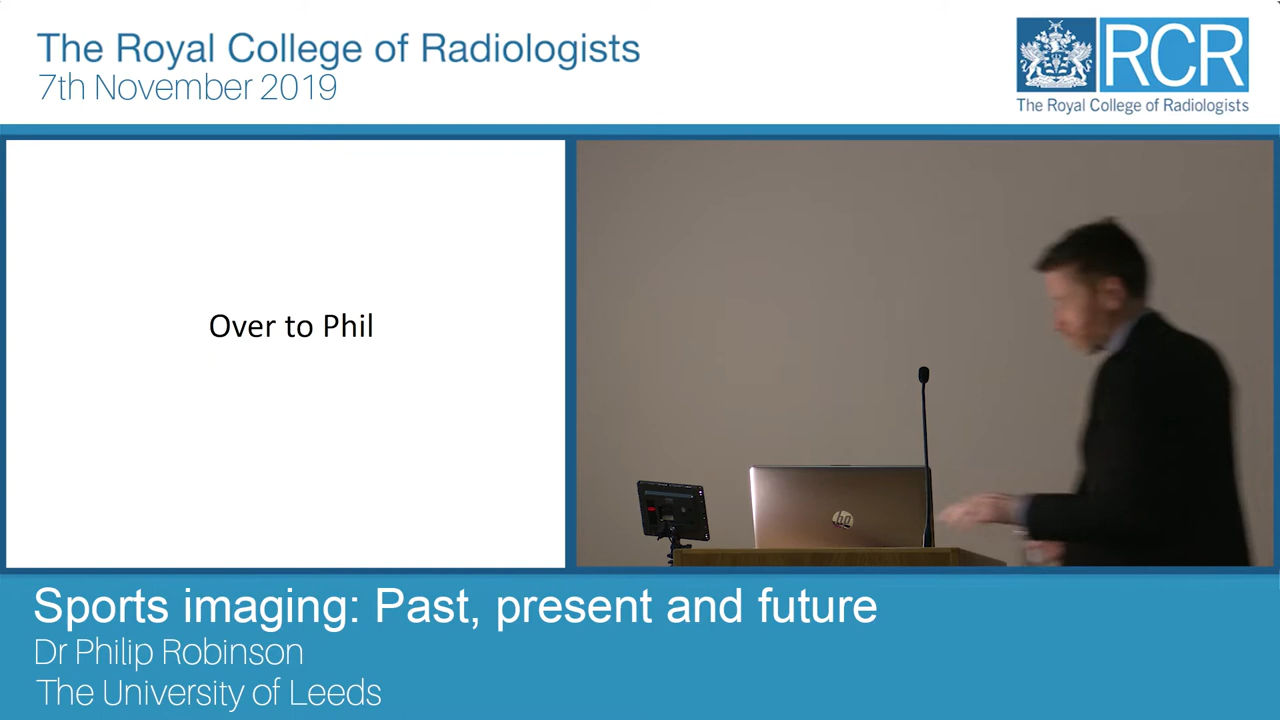 The Royal College of Radiologists
7th November 2019
RCR
The Royal College of Radiologists
Over to Phil
hp
Sports imaging: Past, present and future
Dr Philip Robinson
The University of Leeds